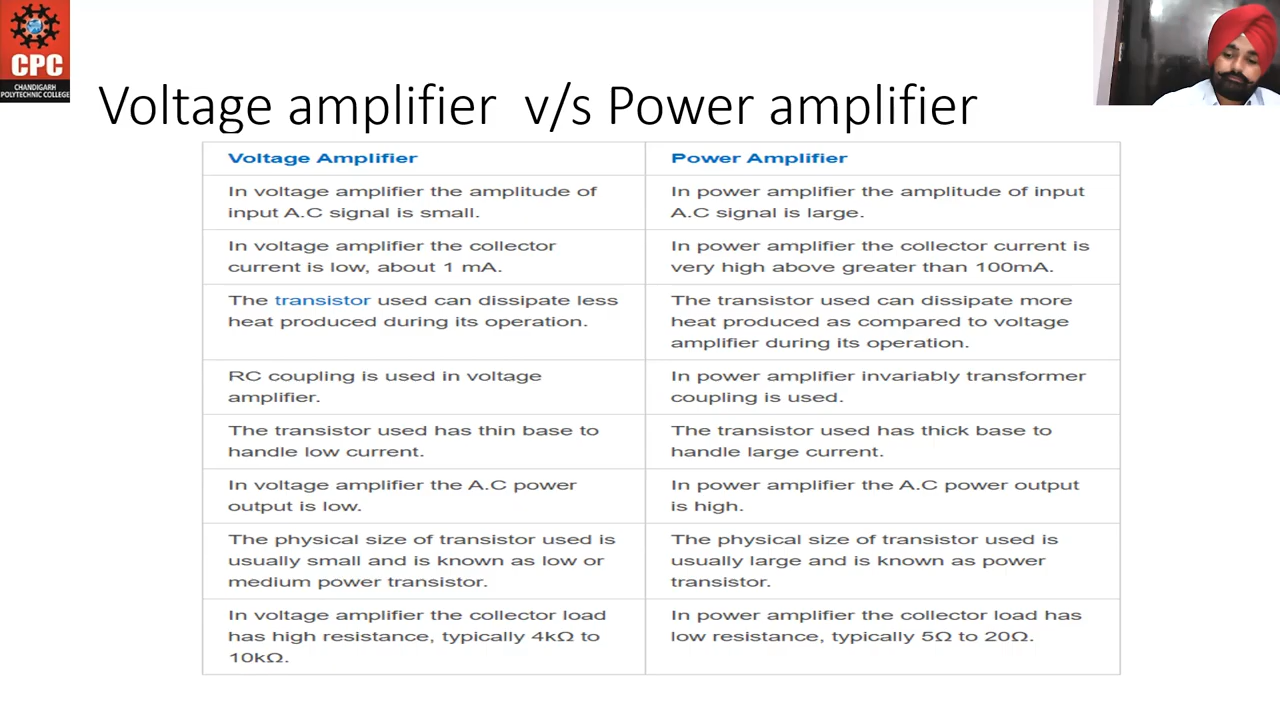 CPC
CHANDIGARH
POLYTECHNIC COLLEGE
Voltage amplifier v/s Power amplifier
Voltage Amplifier
Power Amplifier
In voltage amplifier the amplitude of
input A.C signal is small.
In power amplifier the amplitude of input
A.C signal is large.
In voltage amplifier the collector
current is low, about 1 mA.
In power amplifier the collector current is
very high above greater than 100mA.
The transistor used can dissipate less
heat produced during its operation.
The transistor used can dissipate more
heat produced as compared to voltage
amplifier during its operation.
RC coupling is used in voltage
amplifier.
In power amplifier invariably transformer
coupling is used.
The transistor used has thin base to
handle low current.
The transistor used has thick base to
handle large current.
In voltage amplifier the A.C power
output is low.
In power amplifier the A.C power output
is high.
The physical size of transistor used is
usually small and is known as low or
medium power transistor.
The physical size of transistor used is
usually large and is known as power
transistor.
In voltage amplifier the collector load
has high resistance, typically 4kΩ to
10kΩ.
In power amplifier the collector load has
low resistance, typically 5Ω to 20Ω.